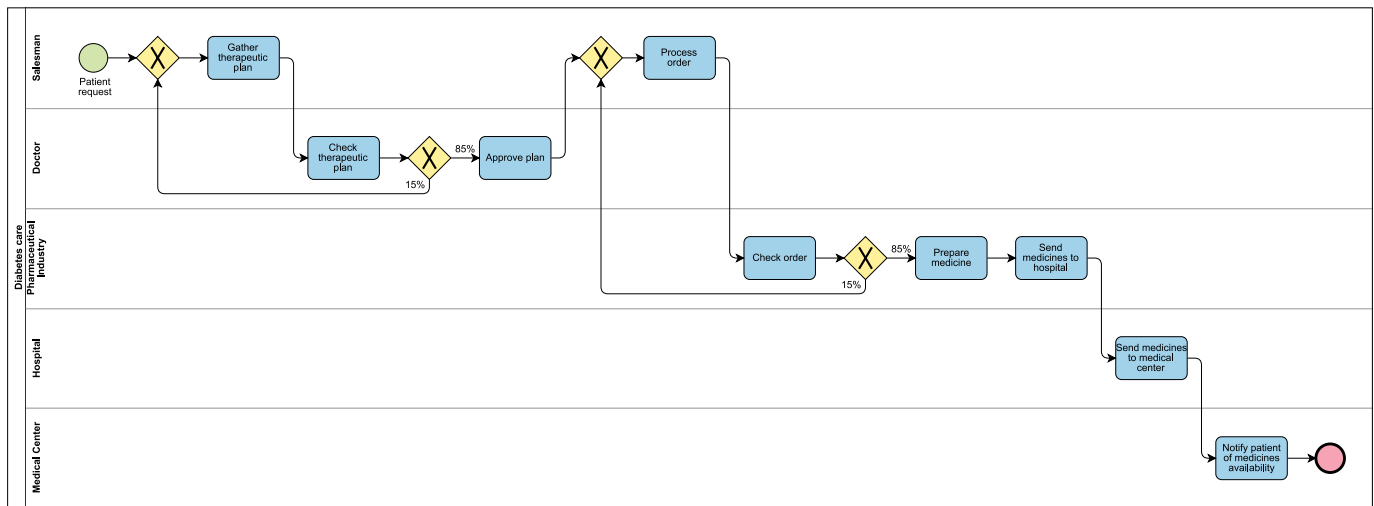 Diabetes care
Salesman
Patient
request
Gather
therapeutic
plan
Process
order
Doctor
Check
therapeutic
plan
85%
15%
Approve plan
Pharmaceutical
Industry
Check order
85%
15%
Prepare
medicine
Send
medicines to
hospital
Hospital
Send medicines
to medical
center
Medical Center
Notify patient
of medicines
availability